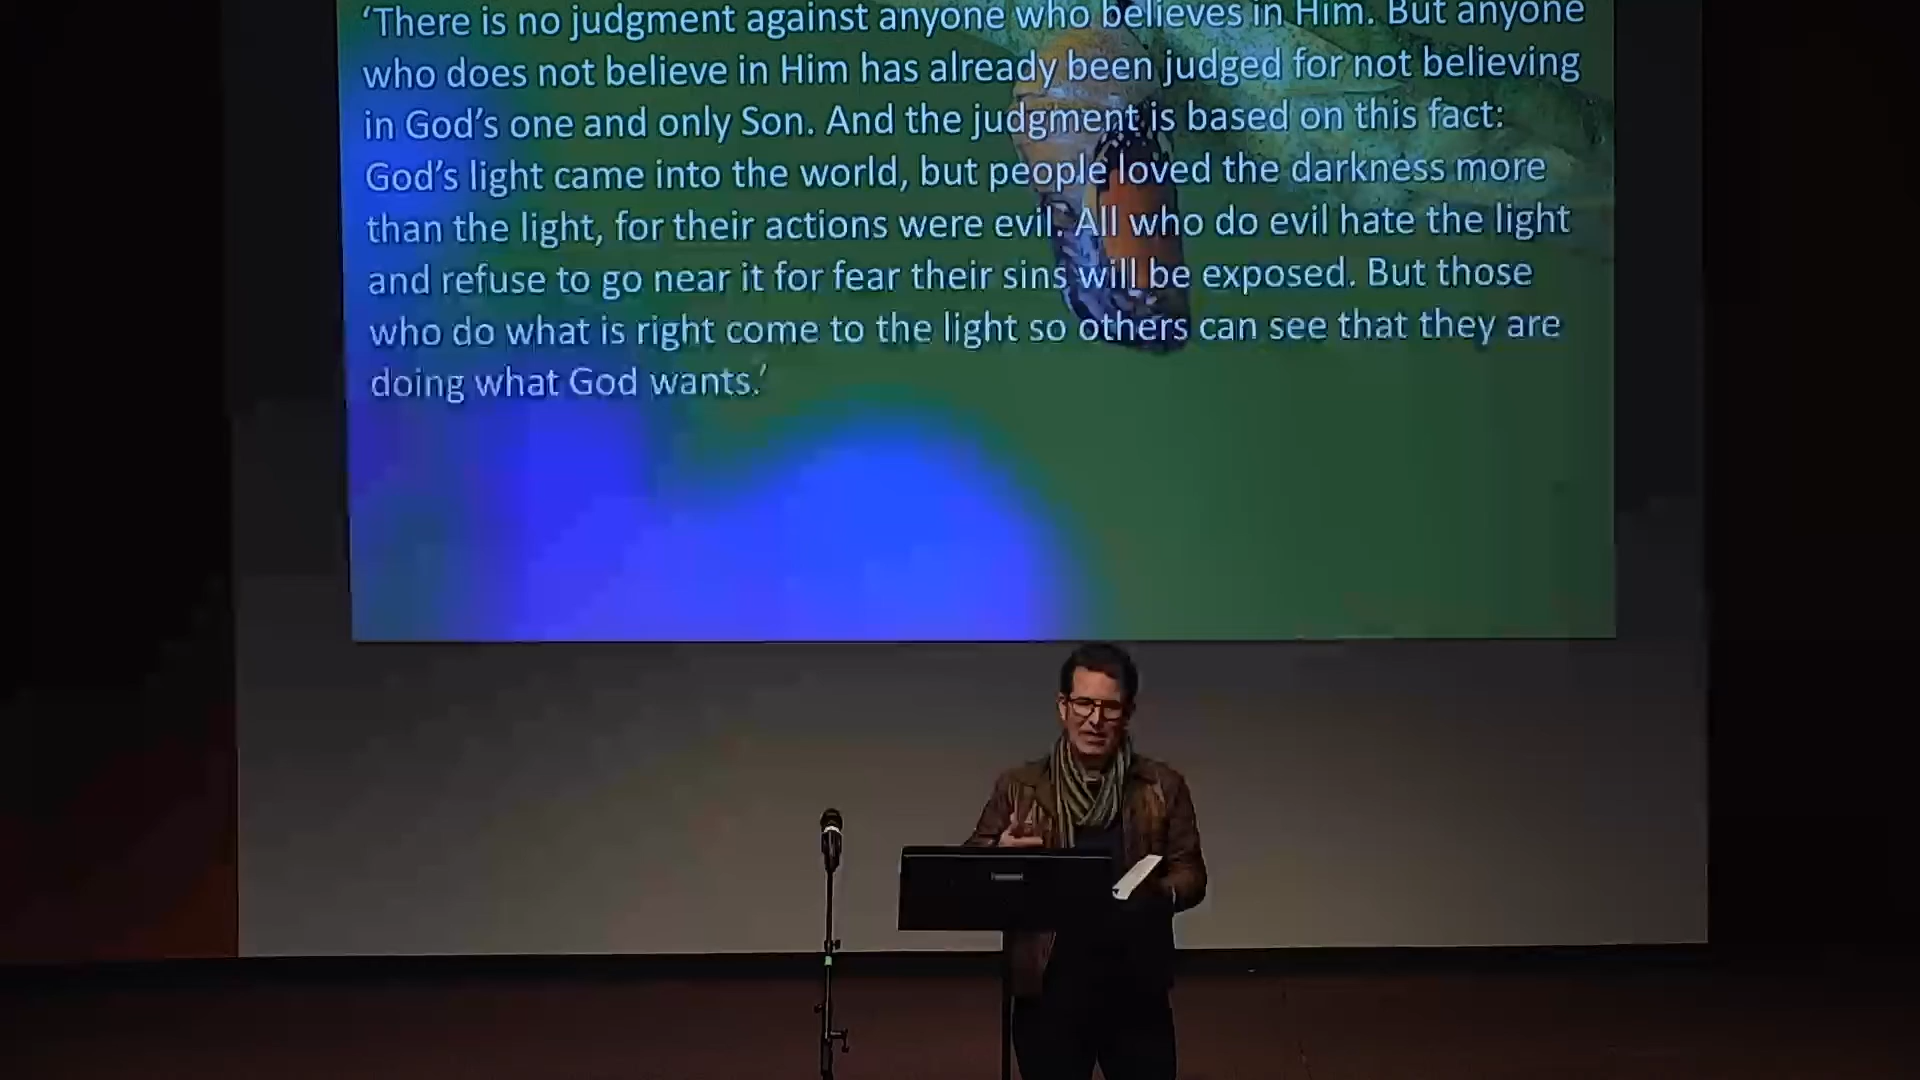 ‘There is no judgment against anyone who believes in Him. But anyone
who does not believe in Him has already been judged for not believing
in God’s one and only Son. And the judgment is based on this fact:
God’s light came into the world, but people loved the darkness more
than the light, for their actions were evil. All who do evil hate the light
and refuse to go near it for fear their sins will be exposed. But those
who do what is right come to the light so others can see that they are
doing what God wants.’